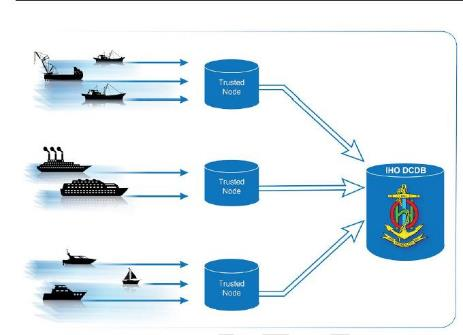 Trusted
Node
IHO DCDB
Trusted
Node
Trusted
Node